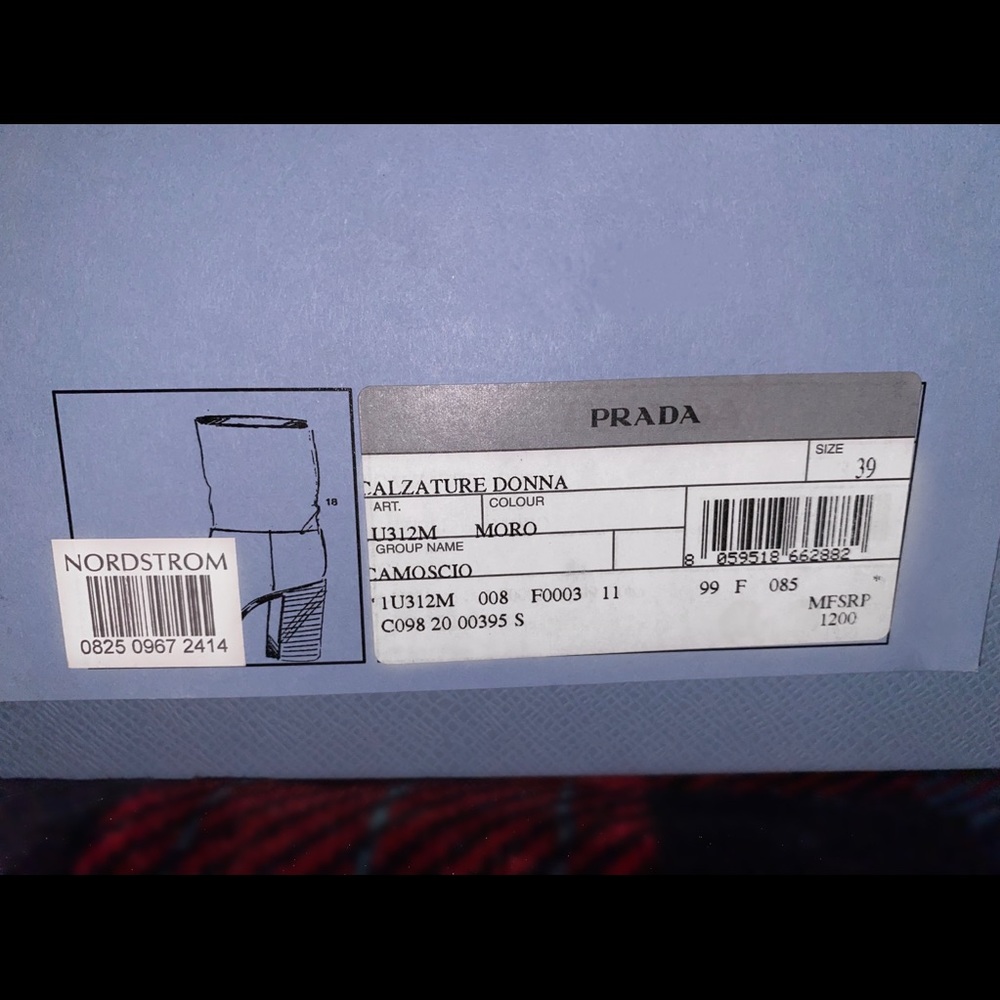 PRADA
SIZE
39
CALZATURE DONNA
ART.
COLOUR
U312M MORO
GROUP NAME
CAMOSCIO
8 059518 662882
1U312M 008 F0003 11 99 F 085 *
C098 20 00395 S
MFSRP
1200
18
NORDSTROM
0825 0967 2414